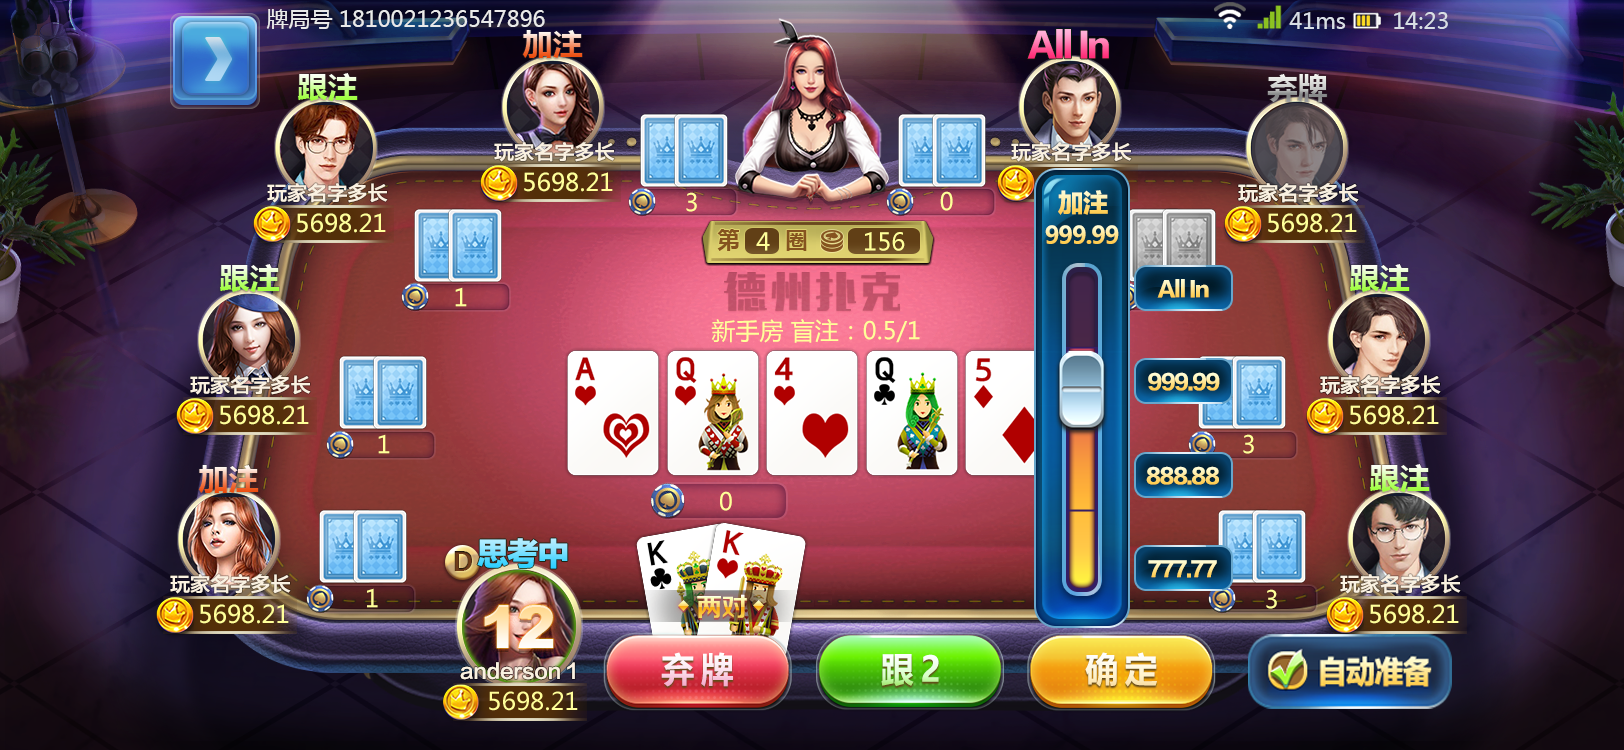 牌局号 1810021236547896
41ms
14:23
加注
All In
跟注
弃牌
玩家名字多长
玩家名字多长
5698.21
玩家名字多长
玩家名字多长
5698.21
5698.21
3
0
第 4 圈 156
加注
999.99
德州扑克
新手房 盲注：0.5/1
跟注
1
All In
跟注
A
Q
4
Q
5
玩家名字多长
5698.21
999.99
玩家名字多长
5698.21
1
3
加注
888.88
跟注
0
K
K
D
思考中
777.77
玩家名字多长
5698.21
1
3
玩家名字多长
5698.21
两对
12
anderson 1
5698.21
弃牌
跟2
确定
自动准备